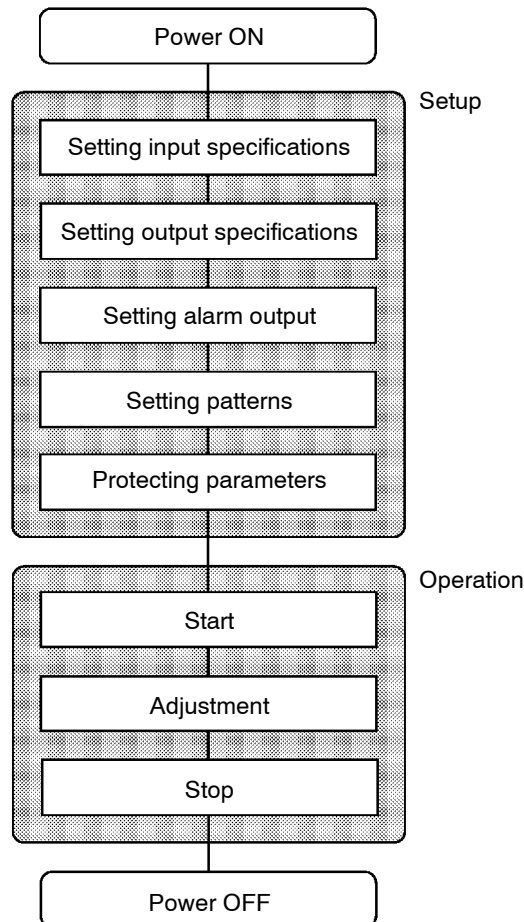 Power ON
Setup
Setting input specifications
Setting output specifications
Setting alarm output
Setting patterns
Protecting parameters
Operation
Start
Adjustment
Stop
Power OFF